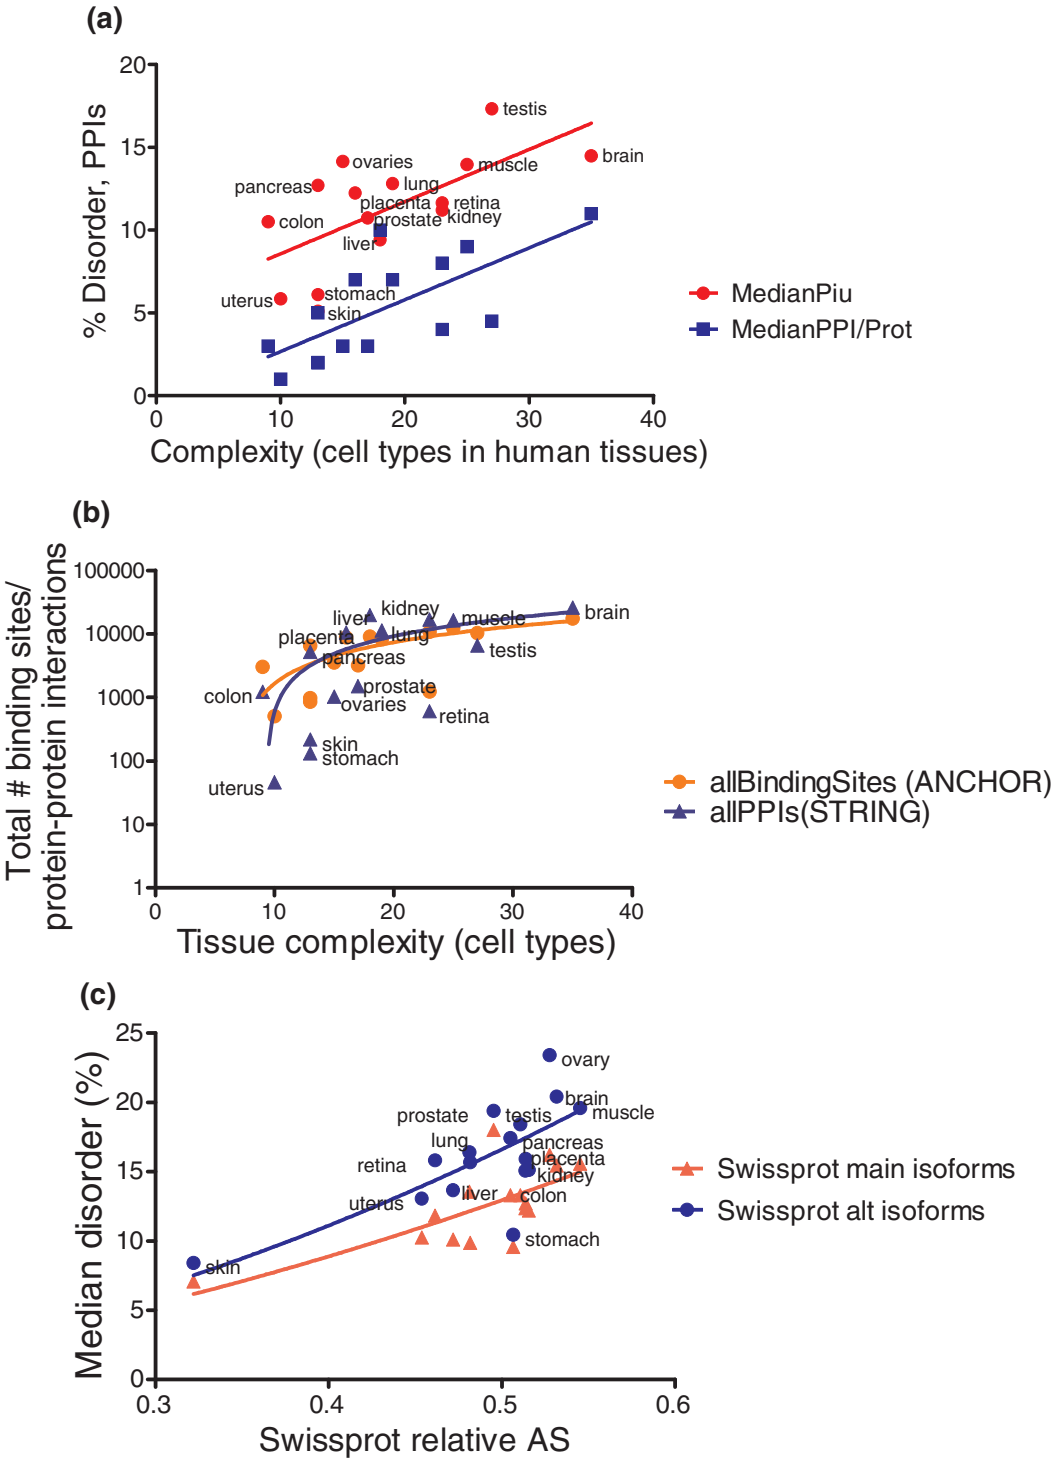 (a)
% Disorder, PPIs
20
15
10
5
0
testis
ovaries
muscle
brain
pancreas
lung
placenta
retina
colon
prostate
kidney
liver
uterus
stomach
skin
MedianPiu
MedianPPI/Prot
0
10
20
30
40
Complexity (cell types in human tissues)
(b)
Total # binding sites/
protein-protein interactions
100000
10000
1000
100
10
1
kidney
liver
muscle
brain
placenta
lung
testis
pancreas
colon
prostate
ovaries
retina
skin
stomach
uterus
allBindingSites (ANCHOR)
allPPIs(STRING)
0
10
20
30
40
Tissue complexity (cell types)
(c)
Median disorder (%)
25
20
15
10
5
0
ovary
brain
prostate
testis
muscle
lung
pancreas
retina
placenta
kidney
uterus
liver
colon
stomach
skin
Swissprot main isoforms
Swissprot alt isoforms
0.3
0.4
0.5
0.6
Swissprot relative AS